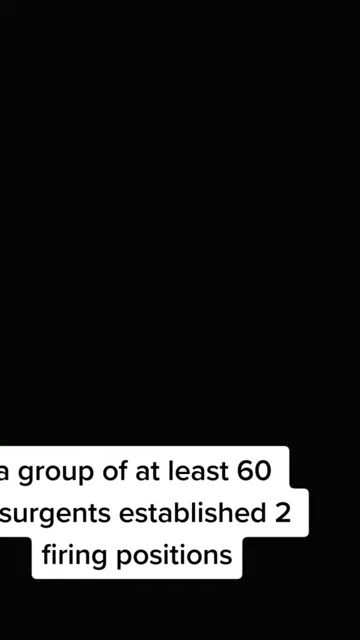 a group of at least 60
surgents established 2
firing positions